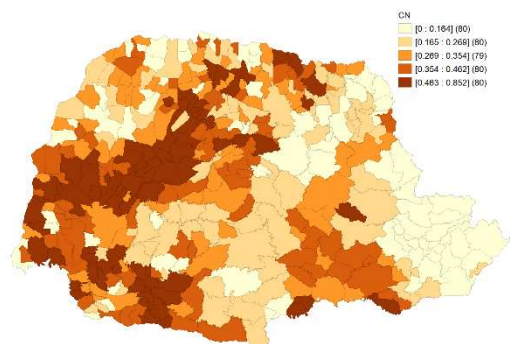 CN
[0 : 0.164] (80)
[0.165 : 0.269] (80)
[0.269 : 0.354] (79)
[0.354 : 0.462] (80)
[0.463 : 0.852] (80)